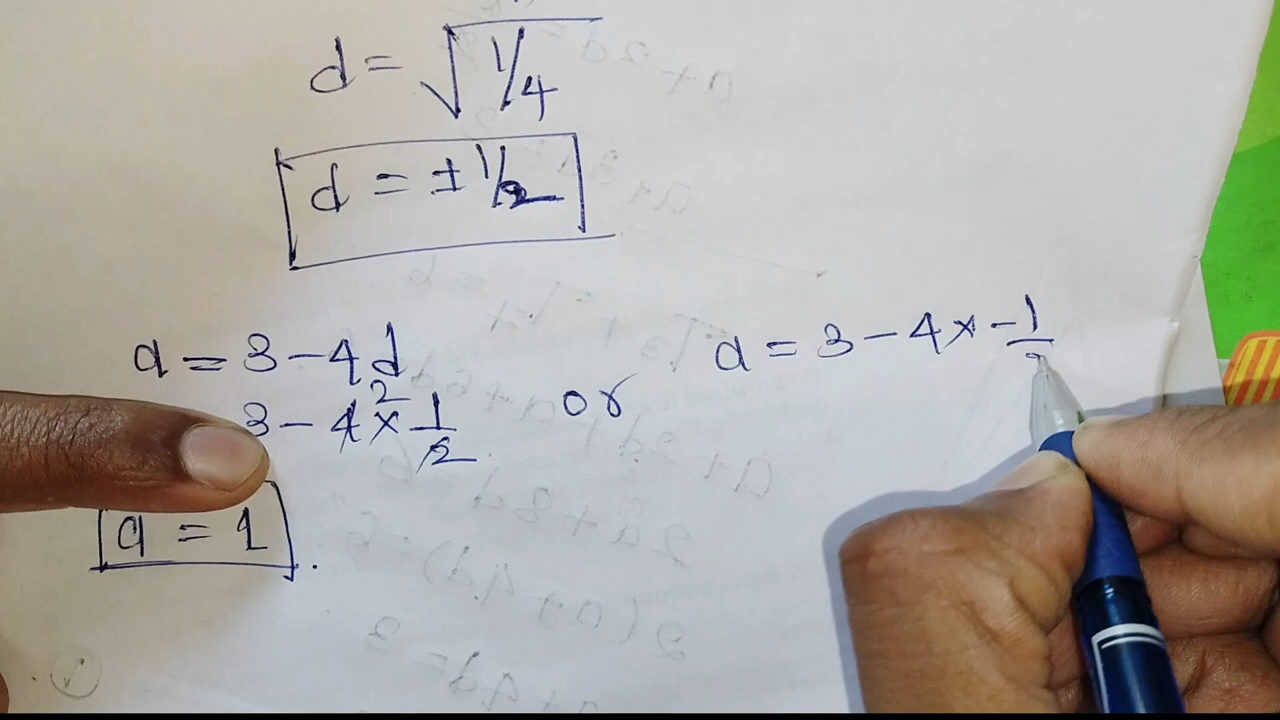 d = √1/4
d = ± 1/2
a = 3 - 4d
3 - 4 × 1/2 2
or
a = 3 - 4 × -1/
a = 1.